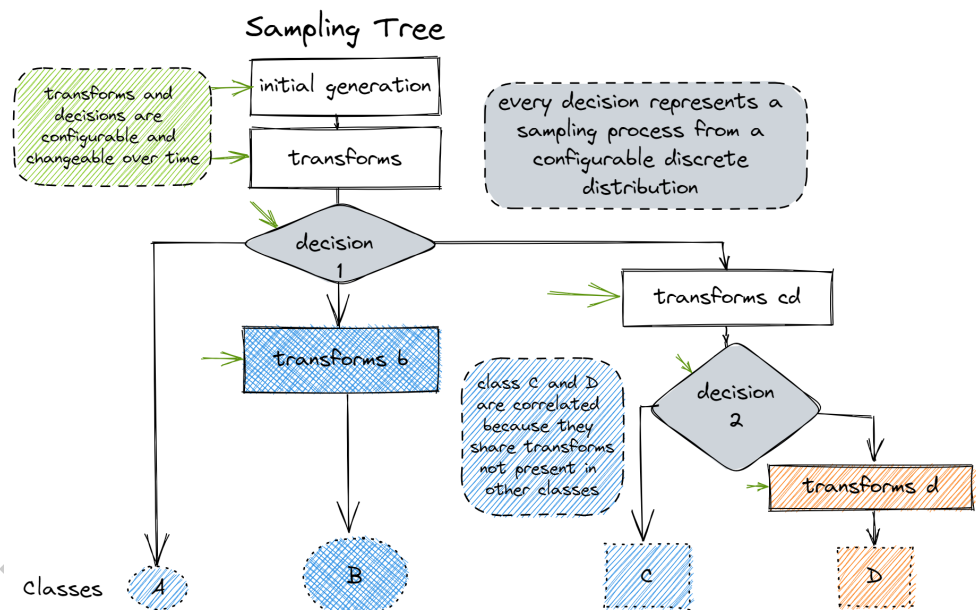 Sampling Tree
initial generation
transforms and
decisions are
configurable and
changeable over time
every decision represents a
sampling process from a
configurable discrete
distribution
transforms
decision
1
transforms cd
transforms b
class C and D
are correlated
because they
share transforms
not present in
other classes
decision
2
transforms d
Classes
A
B
C
D